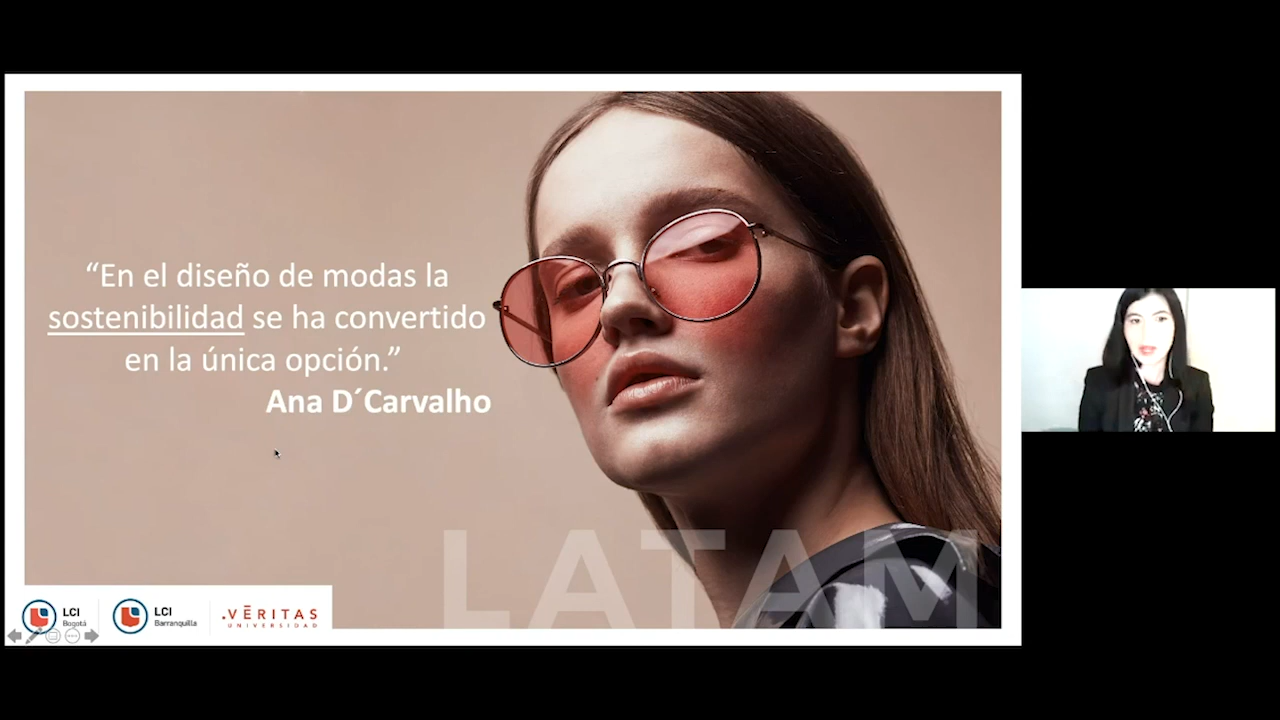 “En el diseño de modas la
sostenibilidad se ha convertido
en la única opción.”
Ana D´Carvalho
LATAM
LCI
Bogotá
LCI
Barranquilla
.VĒRITAS
UNIVERSIDAD